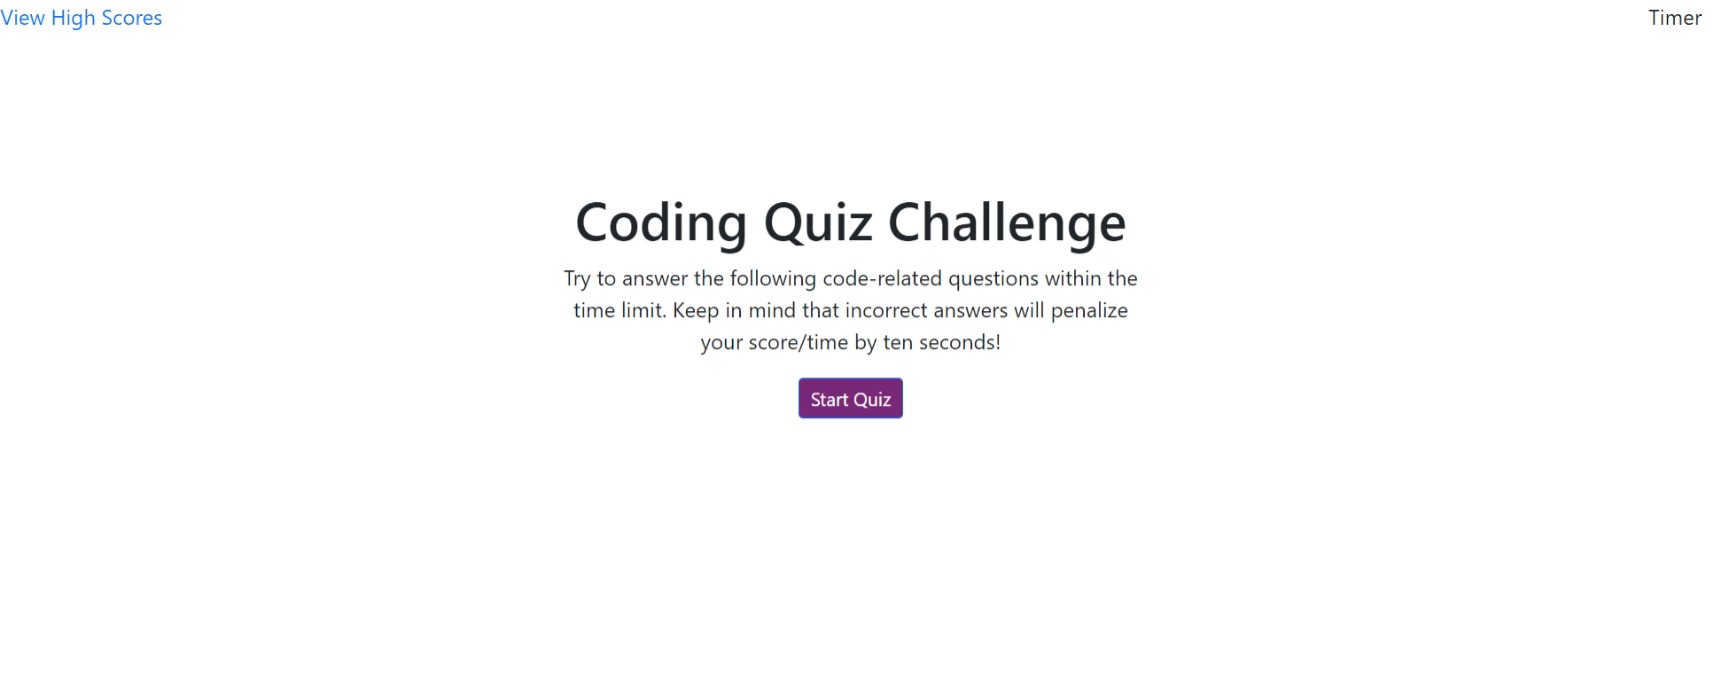 View High Scores
Timer
Coding Quiz Challenge
Try to answer the following code-related questions within the
time limit. Keep in mind that incorrect answers will penalize
your score/time by ten seconds!
Start Quiz